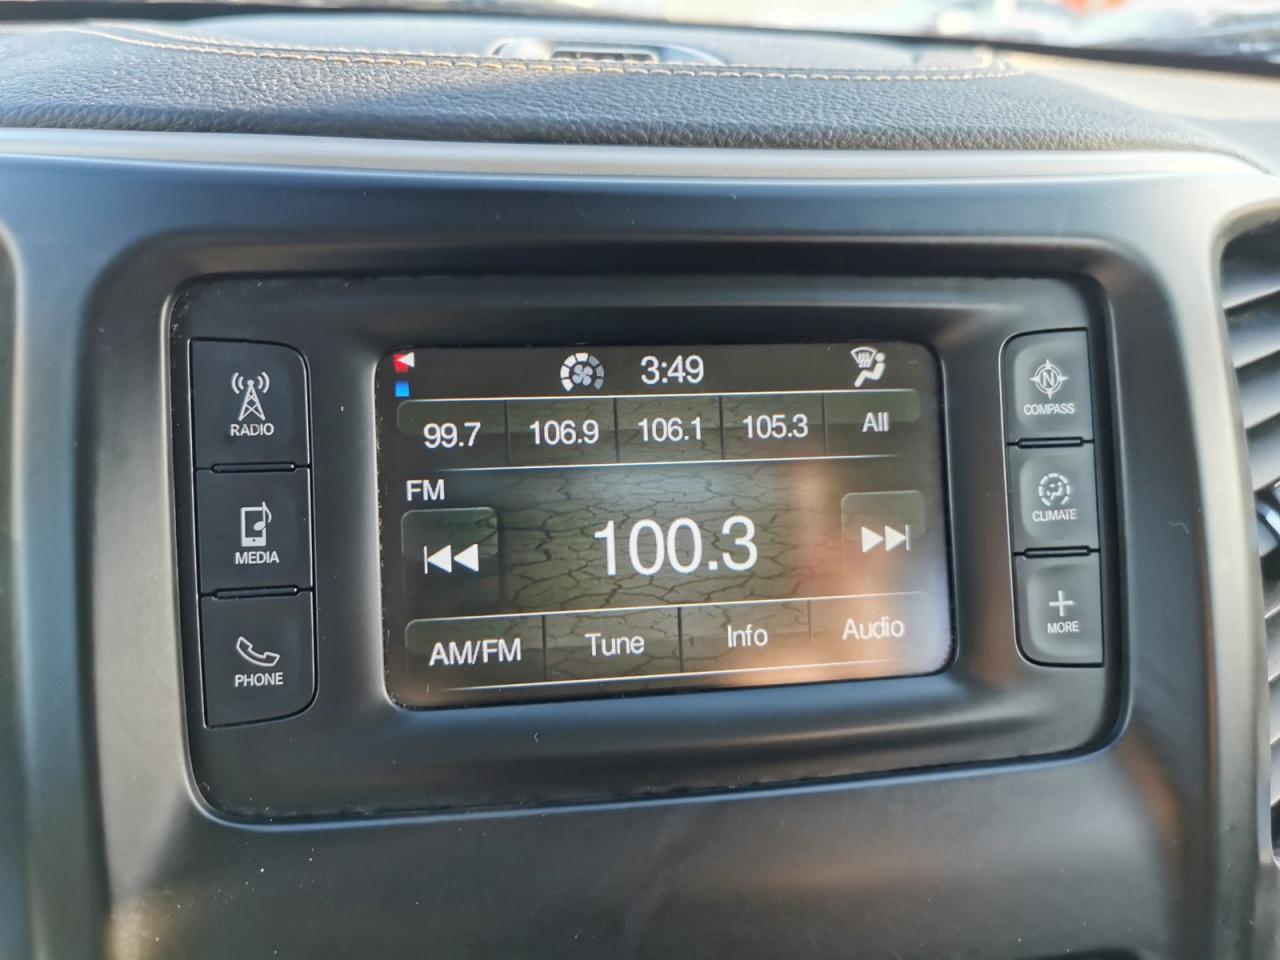 3:49
99.7 106.9 106.1 105.3 All
FM
100.3
AM/FM Tune Info Audio
RADIO
MEDIA
PHONE
N
COMPASS
CLIMATE
+
MORE